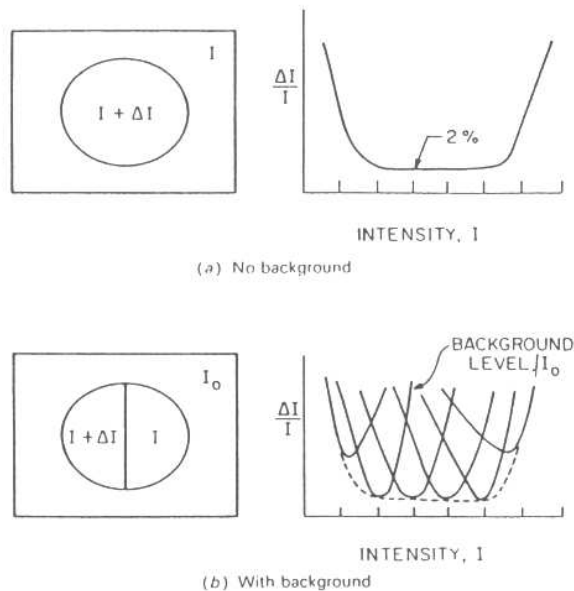 I
I + ΔI
ΔI
I
2 %
INTENSITY, I
(a) No background
I₀
I + ΔI
I
BACKGROUND
LEVEL, I₀
ΔI
I
INTENSITY, I
(b) With background